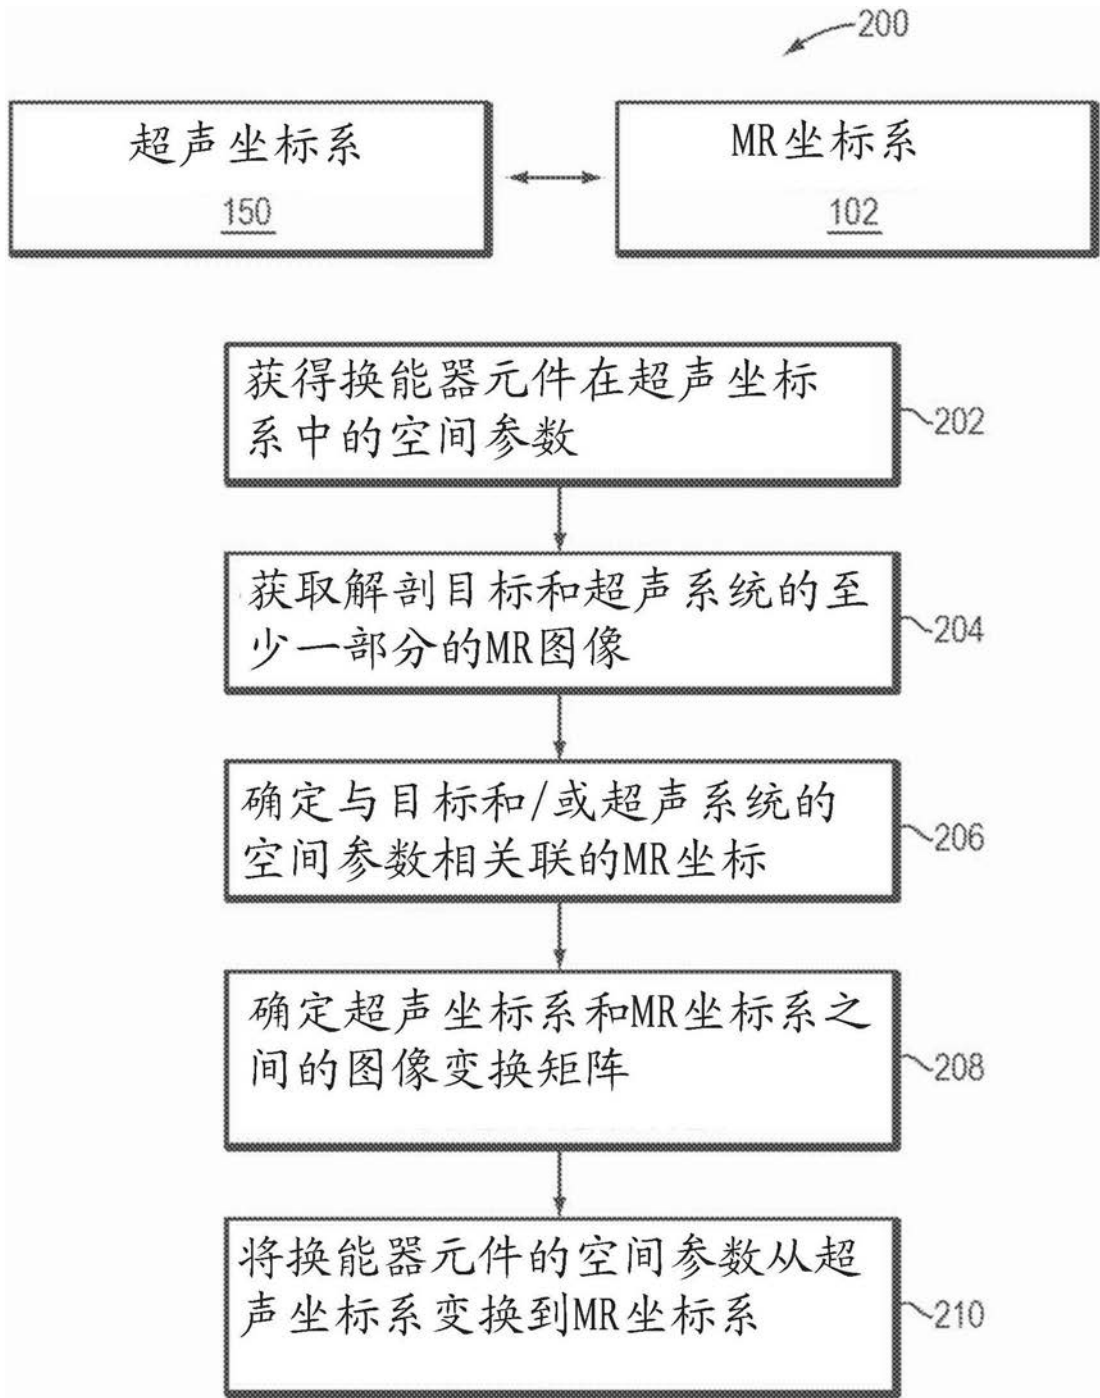 200
超声坐标系
150
MR坐标系
102
获得换能器元件在超声坐标
系中的空间参数
202
获取解剖目标和超声系统的至
少一部分的MR图像
204
确定与目标和/或超声系统的
空间参数相关联的MR坐标
206
确定超声坐标系和MR坐标系之
间的图像变换矩阵
208
将换能器元件的空间参数从超
声坐标系变换到MR坐标系
210